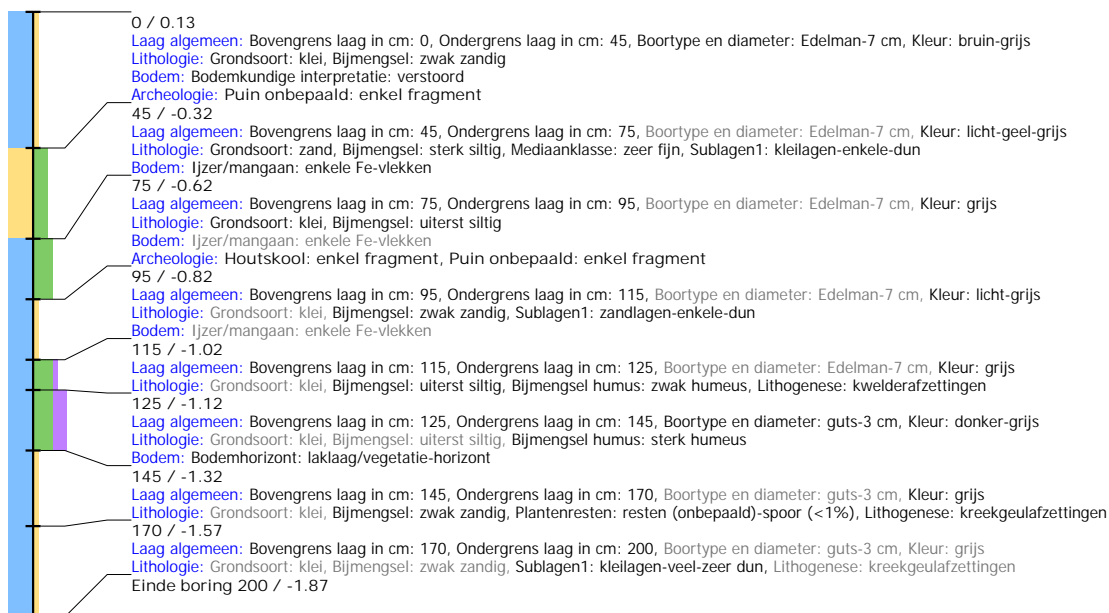 0 / 0.13
Laag algemeen: Bovengrens laag in cm: 0, Ondergrens laag in cm: 45, Boortype en diameter: Edelman-7 cm, Kleur: bruin-grijs
Lithologie: Grondsoort: klei, Bijmengsel: zwak zandig
Bodem: Bodemkundige interpretatie: verstoord
Archeologie: Puin onbepaald: enkel fragment
45 / -0.32
Laag algemeen: Bovengrens laag in cm: 45, Ondergrens laag in cm: 75, Boortype en diameter: Edelman-7 cm, Kleur: licht-geel-grijs
Lithologie: Grondsoort: zand, Bijmengsel: sterk siltig, Mediaanklasse: zeer fijn, Sublagen1: kleilagen-enkele-dun
Bodem: Ijzer/mangaan: enkele Fe-vlekken
75 / -0.62
Laag algemeen: Bovengrens laag in cm: 75, Ondergrens laag in cm: 95, Boortype en diameter: Edelman-7 cm, Kleur: grijs
Lithologie: Grondsoort: klei, Bijmengsel: uiterst siltig
Bodem: Ijzer/mangaan: enkele Fe-vlekken
Archeologie: Houtskool: enkel fragment, Puin onbepaald: enkel fragment
95 / -0.82
Laag algemeen: Bovengrens laag in cm: 95, Ondergrens laag in cm: 115, Boortype en diameter: Edelman-7 cm, Kleur: licht-grijs
Lithologie: Grondsoort: klei, Bijmengsel: zwak zandig, Sublagen1: zandlagen-enkele-dun
Bodem: Ijzer/mangaan: enkele Fe-vlekken
115 / -1.02
Laag algemeen: Bovengrens laag in cm: 115, Ondergrens laag in cm: 125, Boortype en diameter: Edelman-7 cm, Kleur: grijs
Lithologie: Grondsoort: klei, Bijmengsel: uiterst siltig, Bijmengsel humus: zwak humeus, Lithogenese: kwelderafzettingen
125 / -1.12
Laag algemeen: Bovengrens laag in cm: 125, Ondergrens laag in cm: 145, Boortype en diameter: guts-3 cm, Kleur: donker-grijs
Lithologie: Grondsoort: klei, Bijmengsel: uiterst siltig, Bijmengsel humus: sterk humeus
Bodem: Bodemhorizont: laklaag/vegetatie-horizont
145 / -1.32
Laag algemeen: Bovengrens laag in cm: 145, Ondergrens laag in cm: 170, Boortype en diameter: guts-3 cm, Kleur: grijs
Lithologie: Grondsoort: klei, Bijmengsel: zwak zandig, Plantenresten: resten (onbepaald)-spoor (<1%), Lithogenese: kreekgeulafzettingen
170 / -1.57
Laag algemeen: Bovengrens laag in cm: 170, Ondergrens laag in cm: 200, Boortype en diameter: guts-3 cm, Kleur: grijs
Lithologie: Grondsoort: klei, Bijmengsel: zwak zandig, Sublagen1: kleilagen-veel-zeer dun, Lithogenese: kreekgeulafzettingen
Einde boring 200 / -1.87